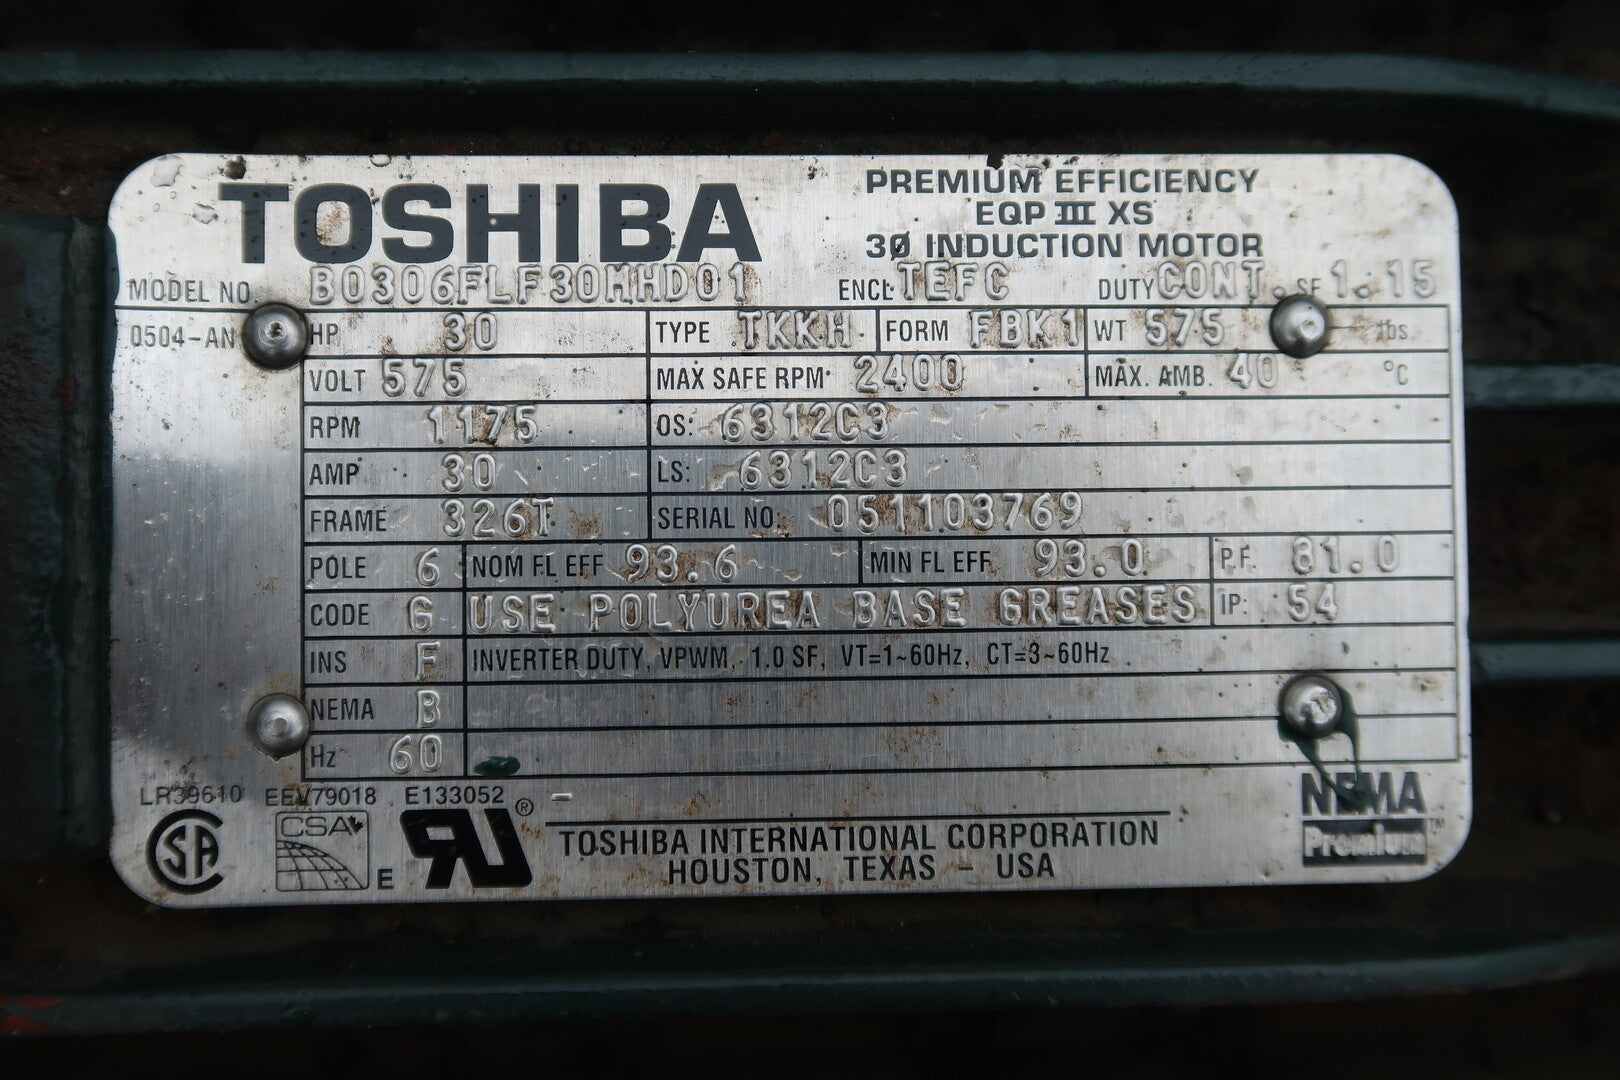 TOSHIBA
PREMIUM EFFICIENCY
EQP III XS
3Ø INDUCTION MOTOR
MODEL NO. B0306FLF30MHD01 ENCL TEFC DUTY CONT. SF 1.15
0504-AN HP 30 TYPE TKKH FORM FBK1 WT 575 lbs.
VOLT 575 MAX SAFE RPM 2400 MAX. AMB. 40 °C
RPM 1175 OS: 6312C3
AMP 30 LS: 6312C3
FRAME 326T SERIAL NO. 051103769
POLE 6 NOM FL EFF 93.6 MIN FL EFF 93.0 P.F. 81.0
CODE G USE POLYUREA BASE GREASES IP: 54
INS F INVERTER DUTY, VPWM, 1.0 SF, VT=1~60Hz, CT=3~60Hz
NEMA B
Hz 60
LR39610 EEV79018 E133052
CSA E RU ®
TOSHIBA INTERNATIONAL CORPORATION
HOUSTON, TEXAS - USA
NEMA
Premium™